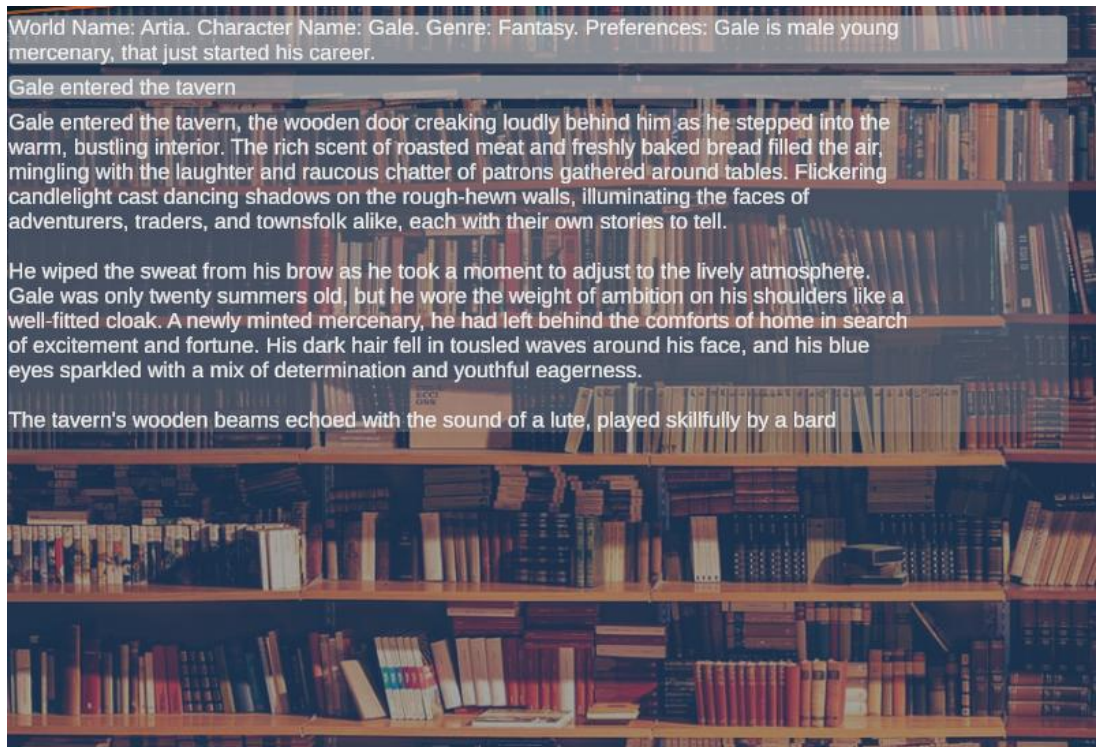 World Name: Artia. Character Name: Gale. Genre: Fantasy. Preferences: Gale is male young
mercenary, that just started his career.
Gale entered the tavern
Gale entered the tavern, the wooden door creaking loudly behind him as he stepped into the
warm, bustling interior. The rich scent of roasted meat and freshly baked bread filled the air,
mingling with the laughter and raucous chatter of patrons gathered around tables. Flickering
candlelight cast dancing shadows on the rough-hewn walls, illuminating the faces of
adventurers, traders, and townsfolk alike, each with their own stories to tell.
He wiped the sweat from his brow as he took a moment to adjust to the lively atmosphere.
Gale was only twenty summers old, but he wore the weight of ambition on his shoulders like a
well-fitted cloak. A newly minted mercenary, he had left behind the comforts of home in search
of excitement and fortune. His dark hair fell in tousled waves around his face, and his blue
eyes sparkled with a mix of determination and youthful eagerness.
The tavern's wooden beams echoed with the sound of a lute, played skillfully by a bard